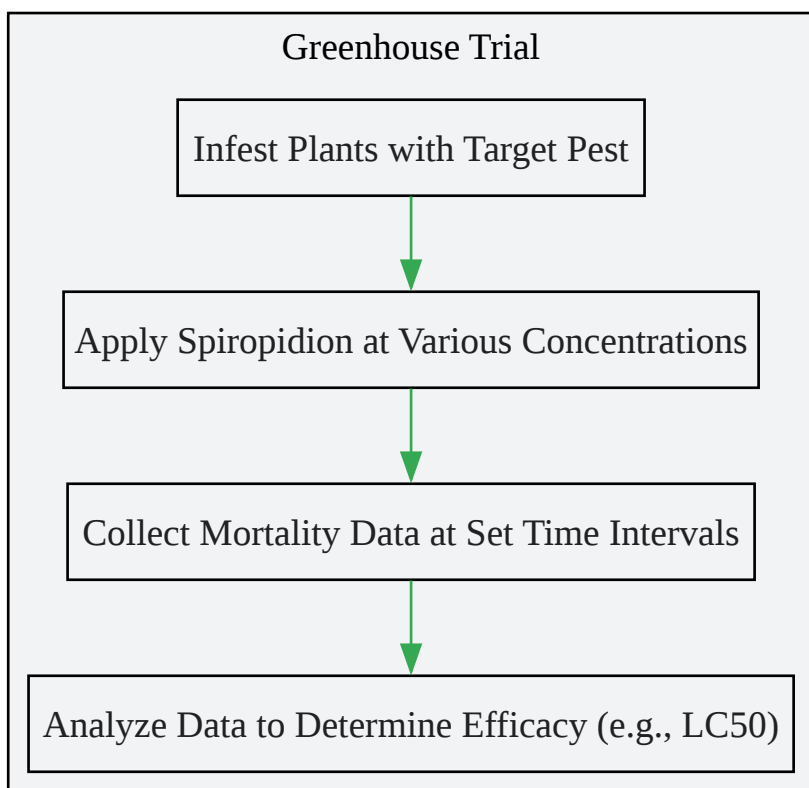 Greenhouse Trial
Infest Plants with Target Pest
Apply Spiropidion at Various Concentrations
Collect Mortality Data at Set Time Intervals
Analyze Data to Determine Efficacy (e.g., LC50)